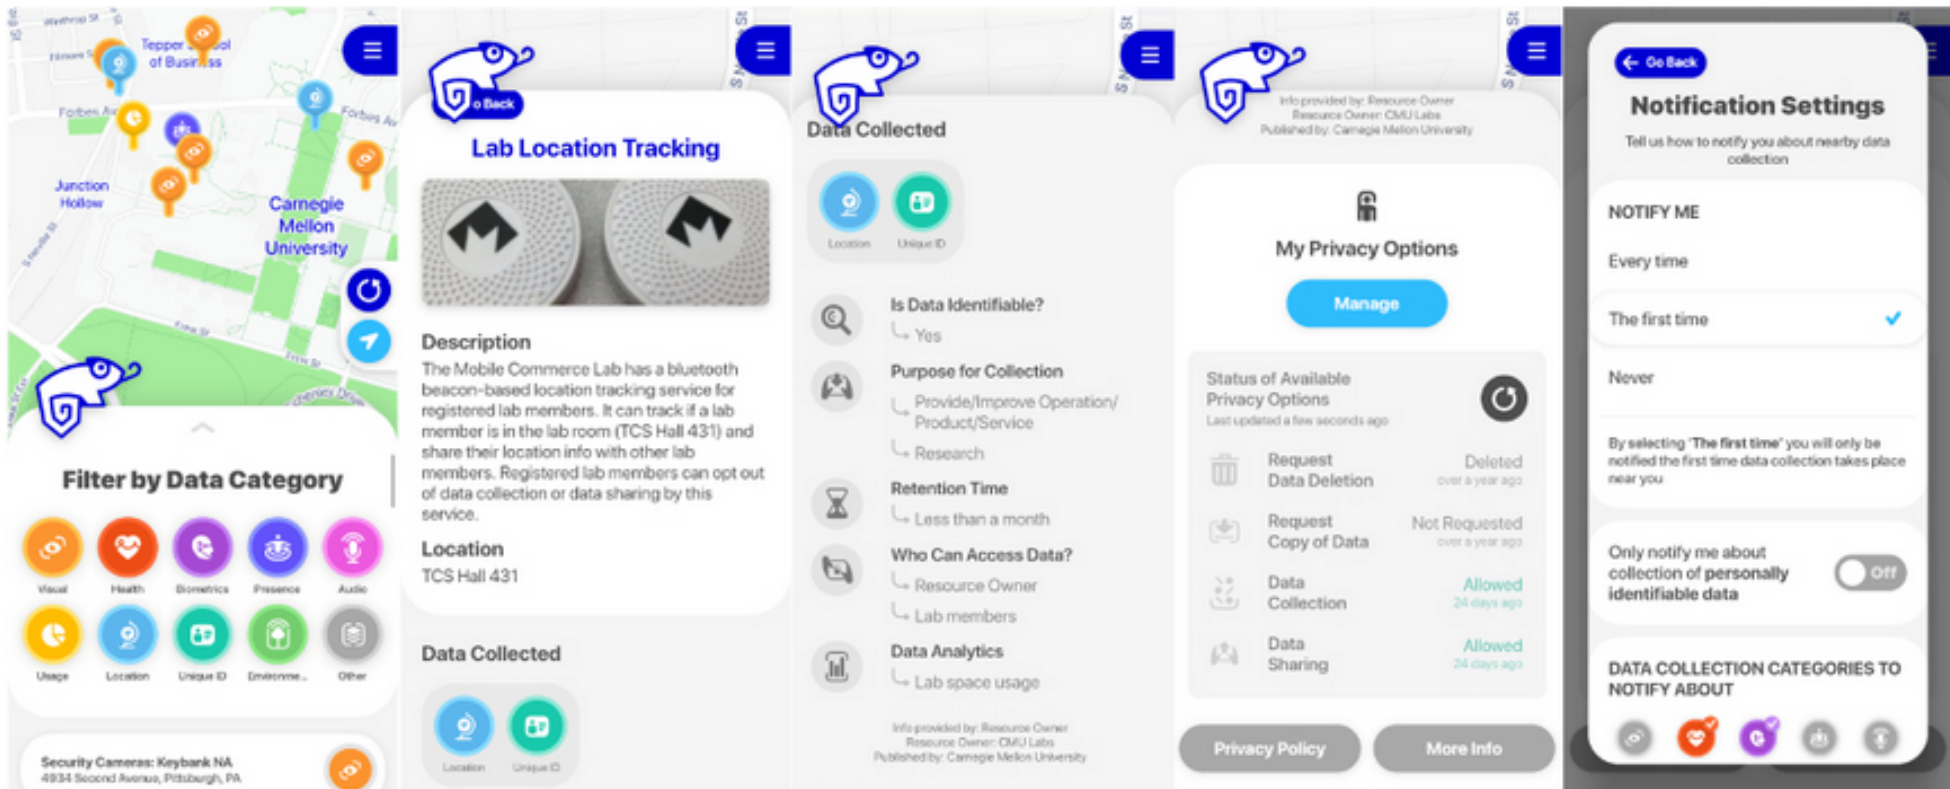 Winthrop St
Tepper
of Business
Forbes Av
Forbes Av
Junction
Hollow
Carnegie
Mellon
University
S Neville St
Frew St
Frew St
Filter by Data Category
Visual
Health
Biometrics
Presence
Audio
Usage
Location
Unique ID
Environme...
Other
Security Cameras: Keybank NA
4934 Second Avenue, Pittsburgh, PA
o Back
Lab Location Tracking
Description
The Mobile Commerce Lab has a bluetooth
beacon-based location tracking service for
registered lab members. It can track if a lab
member is in the lab room (TCS Hall 431) and
share their location info with other lab
members. Registered lab members can opt out
of data collection or data sharing by this
service.
Location
TCS Hall 431
Data Collected
Location
Unique ID
Data Collected
Location
Unique ID
Is Data Identifiable?
Yes
Purpose for Collection
Provide/Improve Operation/
Product/Service
Research
Retention Time
Less than a month
Who Can Access Data?
Resource Owner
Lab members
Data Analytics
Lab space usage
Info provided by: Resource Owner
Resource Owner: CMU Labs
Published by: Carnegie Mellon University
Info provided by: Resource Owner
Resource Owner: CMU Labs
Published by: Carnegie Mellon University
My Privacy Options
Manage
Status of Available
Privacy Options
Last updated a few seconds ago
Request
Data Deletion
Deleted
over a year ago
Request
Copy of Data
Not Requested
over a year ago
Data
Collection
Allowed
24 days ago
Data
Sharing
Allowed
24 days ago
Privacy Policy
More Info
Go Back
Notification Settings
Tell us how to notify you about nearby data
collection
NOTIFY ME
Every time
The first time
Never
By selecting 'The first time' you will only be
notified the first time data collection takes place
near you
Only notify me about
collection of personally
identifiable data
Off
DATA COLLECTION CATEGORIES TO
NOTIFY ABOUT